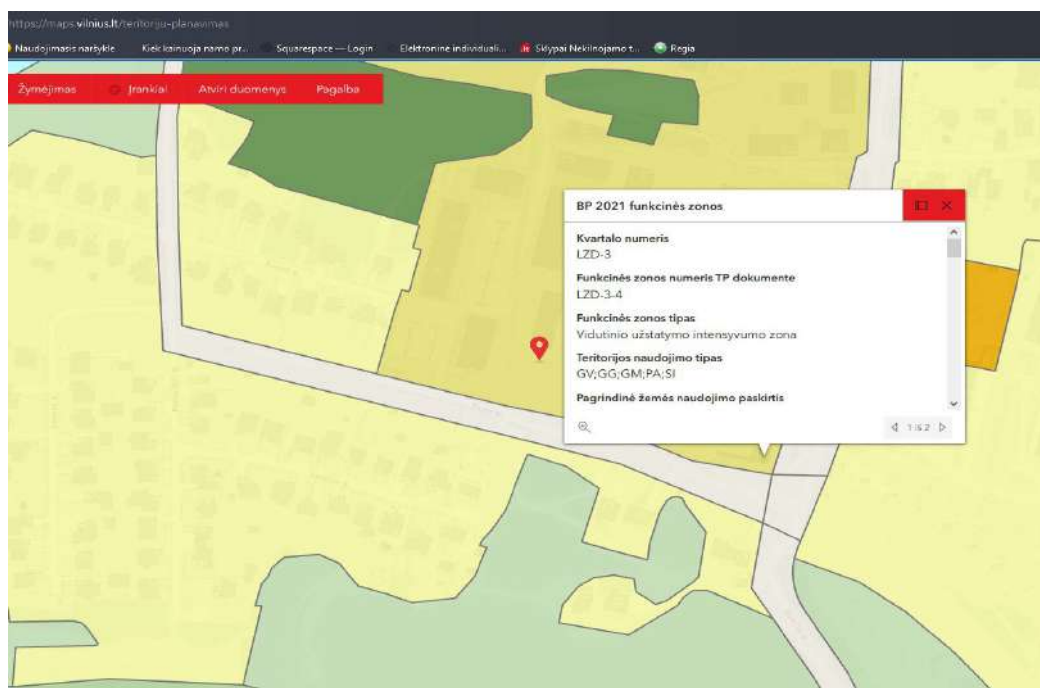 https://maps.vilnius.lt/teritoriju-planavimas
Naudojimasis naršykle Kiek kainuoja namo pr... Squarespace — Login Elektroninė individuali... Sklypai Nekilnojamo t... Regia
Žymėjimas Įrankiai Atviri duomenys Pagalba
BP 2021 funkcinės zonos
Kvartalo numeris
LZD-3
Funkcinės zonos numeris TP dokumente
LZD-3-4
Funkcinės zonos tipas
Vidutinio užstatymo intensyvumo zona
Teritorijos naudojimo tipas
GV;GG;GM;PA;SI
Pagrindinė žemės naudojimo paskirtis
1 iš 2